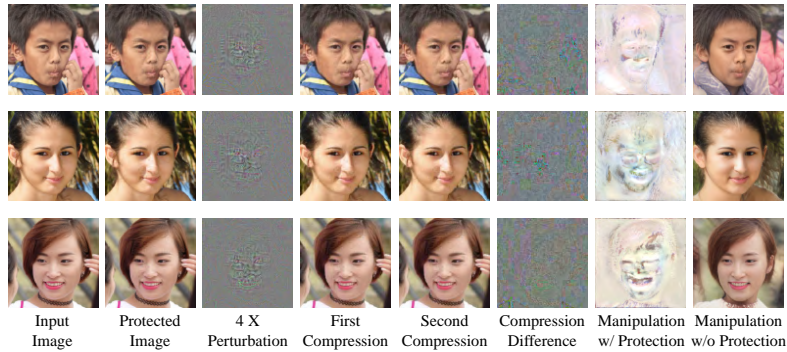 Input Protected 4 X First Second Compression Manipulation Manipulation
Image Image Perturbation Compression Compression Difference w/ Protection w/o Protection